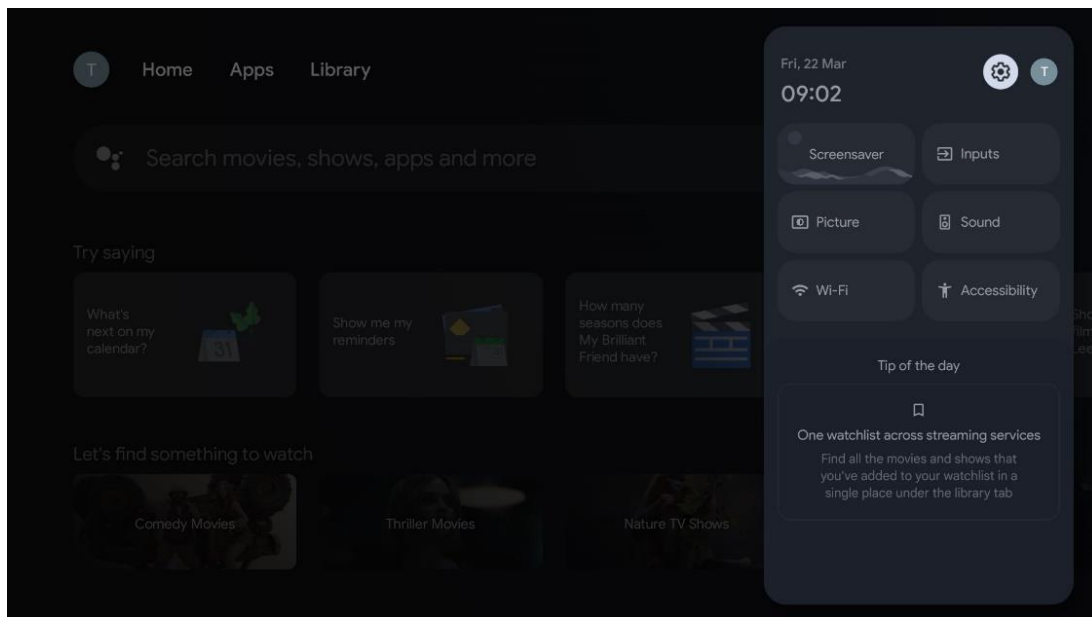 T
Home
Apps
Library
Search movies, shows, apps and more
Try saying
What's
next on my
calendar?
31
Show me my
reminders
How many
seasons does
My Brilliant
Friend have?
Let's find something to watch
Comedy Movies
Thriller Movies
Nature TV Shows
Fri, 22 Mar
T
09:02
Screensaver
Inputs
Picture
Sound
Wi-Fi
Accessibility
Tip of the day
One watchlist across streaming services
Find all the movies and shows that
you've added to your watchlist in a
single place under the library tab